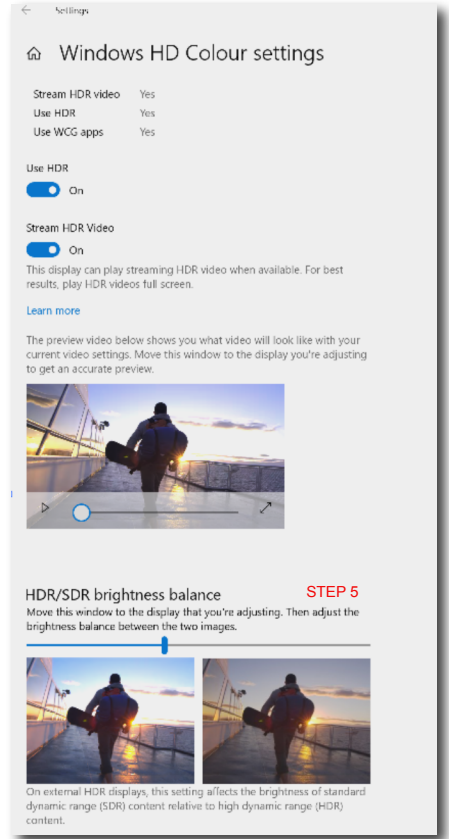 Settings
Windows HD Colour settings
Stream HDR video Yes
Use HDR Yes
Use WCG apps Yes
Use HDR
On
Stream HDR Video
On
This display can play streaming HDR video when available. For best
results, play HDR videos full screen.
Learn more
The preview video below shows you what video will look like with your
current video settings. Move this window to the display you're adjusting
to get an accurate preview.
HDR/SDR brightness balance STEP 5
Move this window to the display that you're adjusting. Then adjust the
brightness balance between the two images.
On external HDR displays, this setting affects the brightness of standard
dynamic range (SDR) content relative to high dynamic range (HDR)
content.